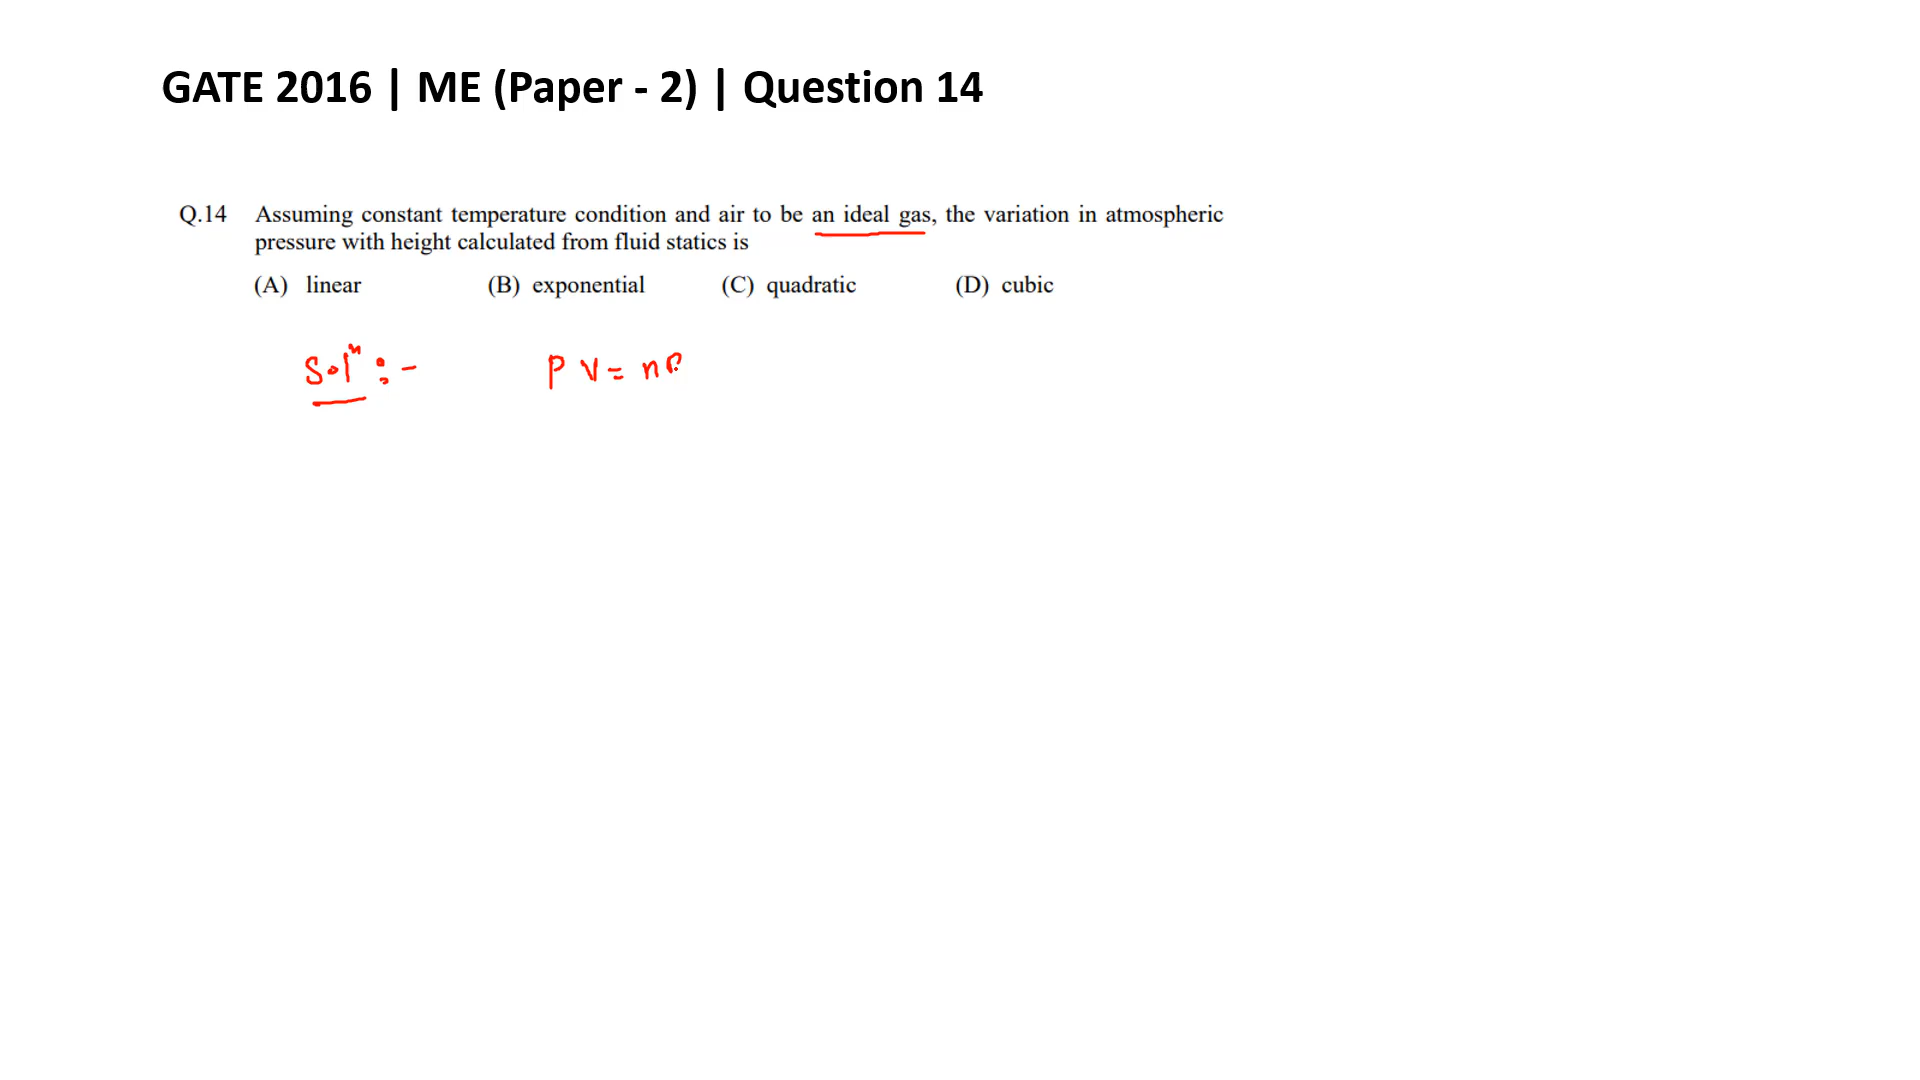 GATE 2016 | ME (Paper - 2) | Question 14
Q.14 Assuming constant temperature condition and air to be an ideal gas, the variation in atmospheric
pressure with height calculated from fluid statics is
(A) linear (B) exponential (C) quadratic (D) cubic
Solⁿ :- PV = n